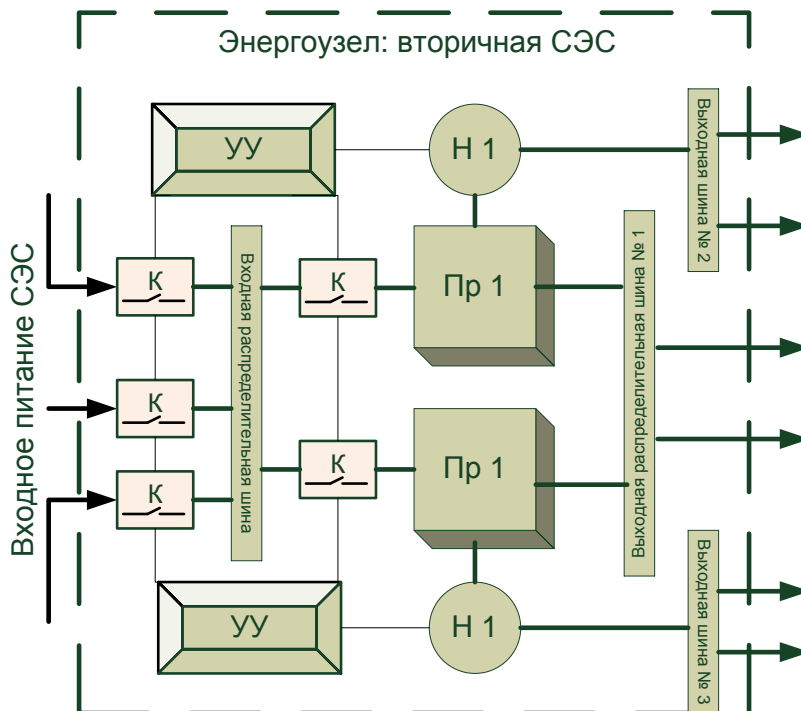 Энергоузел: вторичная СЭС
УУ
Н 1
Выходная шина № 2
Входное питание СЭС
К
Входная распределительная шина
К
Пр 1
Выходная распределительная шина № 1
К
К
Пр 1
К
УУ
Н 1
Выходная шина № 3